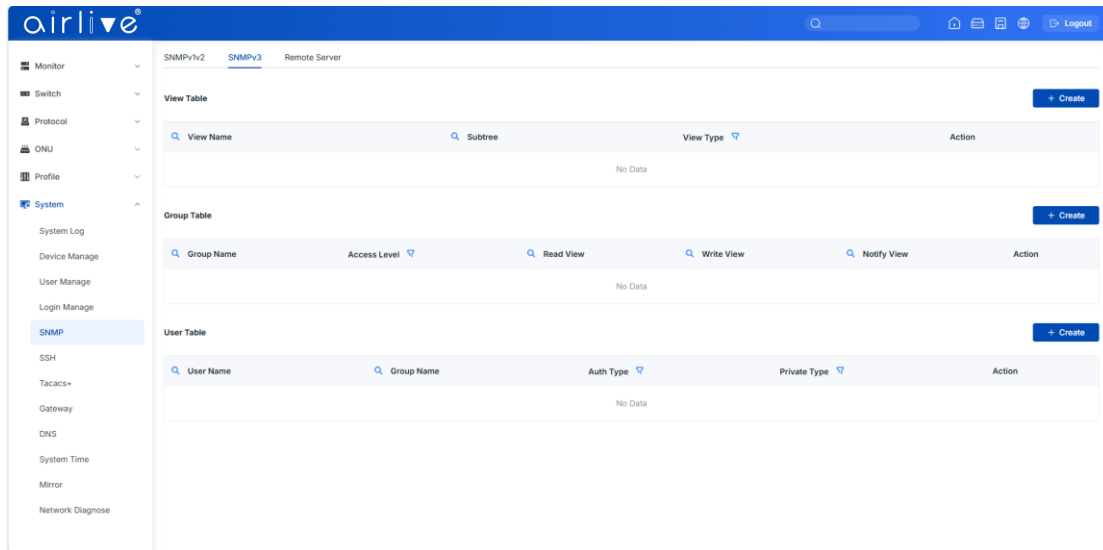 airlive®
Logout
Monitor
Switch
Protocol
ONU
Profile
System
System Log
Device Manage
User Manage
Login Manage
SNMP
SSH
Tacacs+
Gateway
DNS
System Time
Mirror
Network Diagnose
SNMPv1v2 SNMPv3 Remote Server
View Table + Create
View Name Subtree View Type Action
No Data
Group Table + Create
Group Name Access Level Read View Write View Notify View Action
No Data
User Table + Create
User Name Group Name Auth Type Private Type Action
No Data